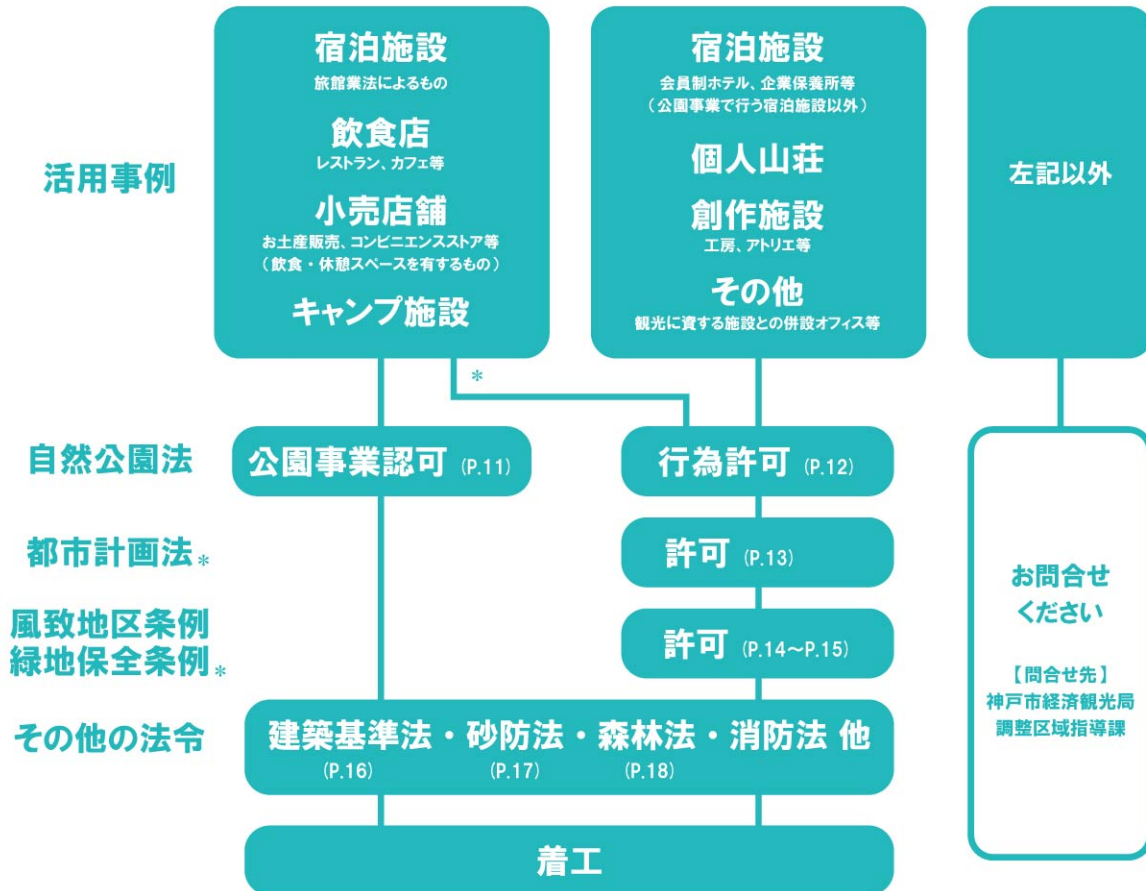 活用事例
宿泊施設
旅館業法によるもの
飲食店
レストラン、カフェ等
小売店舗
お土産販売、コンビニエンスストア等
（飲食・休憩スペースを有するもの）
キャンプ施設
宿泊施設
会員制ホテル、企業保養所等
（公園事業で行う宿泊施設以外）
個人山荘
創作施設
工房、アトリエ等
その他
観光に資する施設との併設オフィス等
左記以外
*
自然公園法
公園事業認可 (P.11)
行為許可 (P.12)
都市計画法*
許可 (P.13)
風致地区条例
緑地保全条例*
許可 (P.14〜P.15)
その他の法令
建築基準法・砂防法・森林法・消防法 他
(P.16) (P.17) (P.18)
着工
お問合せ
ください
【問合せ先】
神戸市経済観光局
調整区域指導課